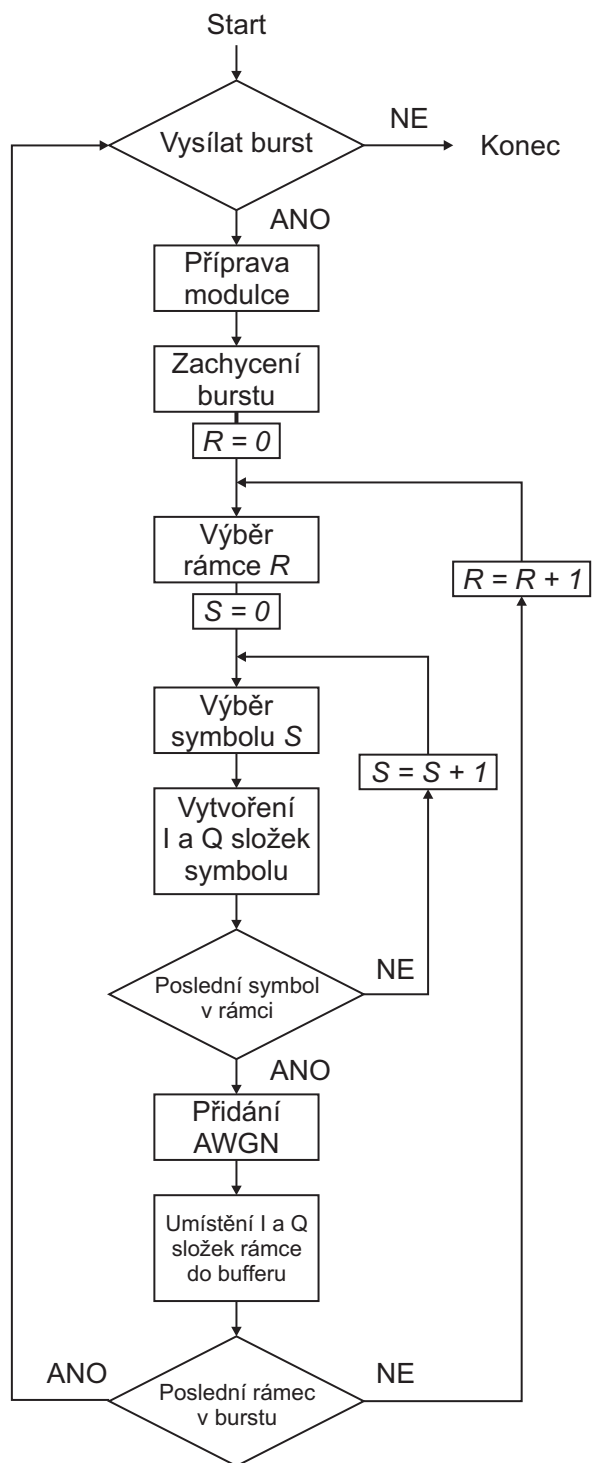 Start
Vysílat burst
NE
Konec
ANO
Příprava
modulce
Zachycení
burstu
R = 0
Výběr
rámce R
R = R + 1
S = 0
Výběr
symbolu S
S = S + 1
Vytvoření
I a Q složek
symbolu
Poslední symbol
v rámci
NE
ANO
Přidání
AWGN
Umístění I a Q
složek rámce
do bufferu
ANO
Poslední rámec
v burstu
NE